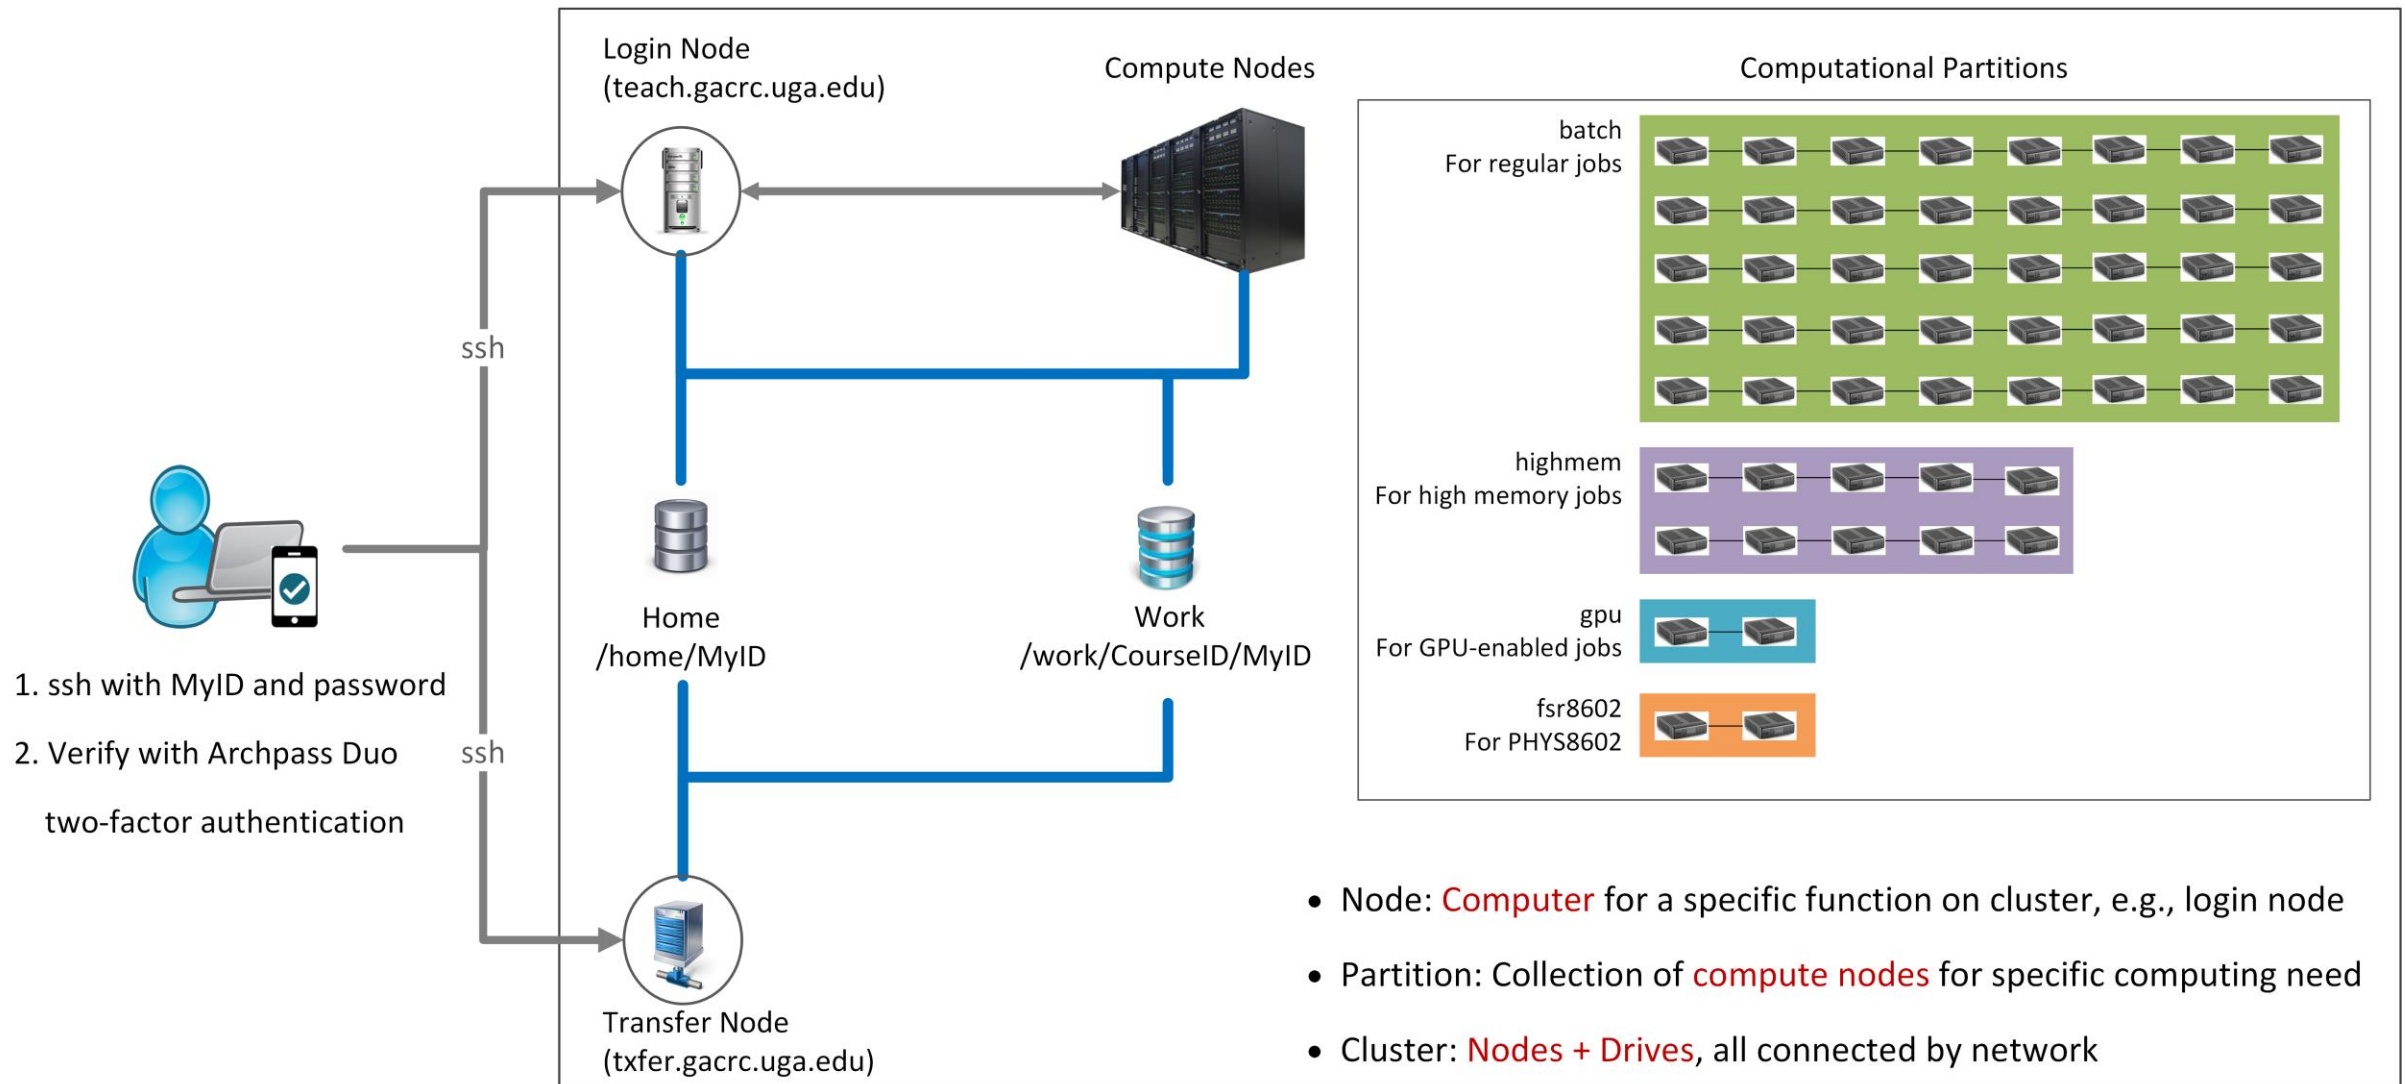 Login Node
(teach.gacrc.uga.edu)
Compute Nodes
Computational Partitions
batch
For regular jobs
highmem
For high memory jobs
gpu
For GPU-enabled jobs
fsr8602
For PHYS8602
ssh
ssh
1. ssh with MyID and password
2. Verify with Archpass Duo
two-factor authentication
Home
/home/MyID
Work
/work/CourseID/MyID
Transfer Node
(txfer.gacrc.uga.edu)
• Node: Computer for a specific function on cluster, e.g., login node
• Partition: Collection of compute nodes for specific computing need
• Cluster: Nodes + Drives, all connected by network